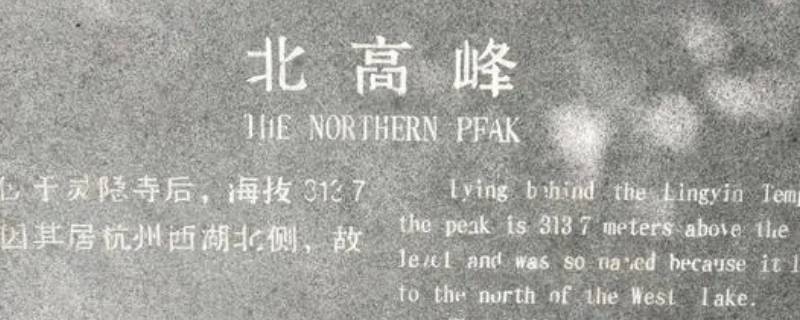 北高峰
THE NORTHERN PEAK
于灵隐寺后，海拔 313 7
因其居杭州西湖北侧，故
Lying behind the Lingyin
the peak is 313 7 meters above the
level and was so named because it
to the north of the West Lake.